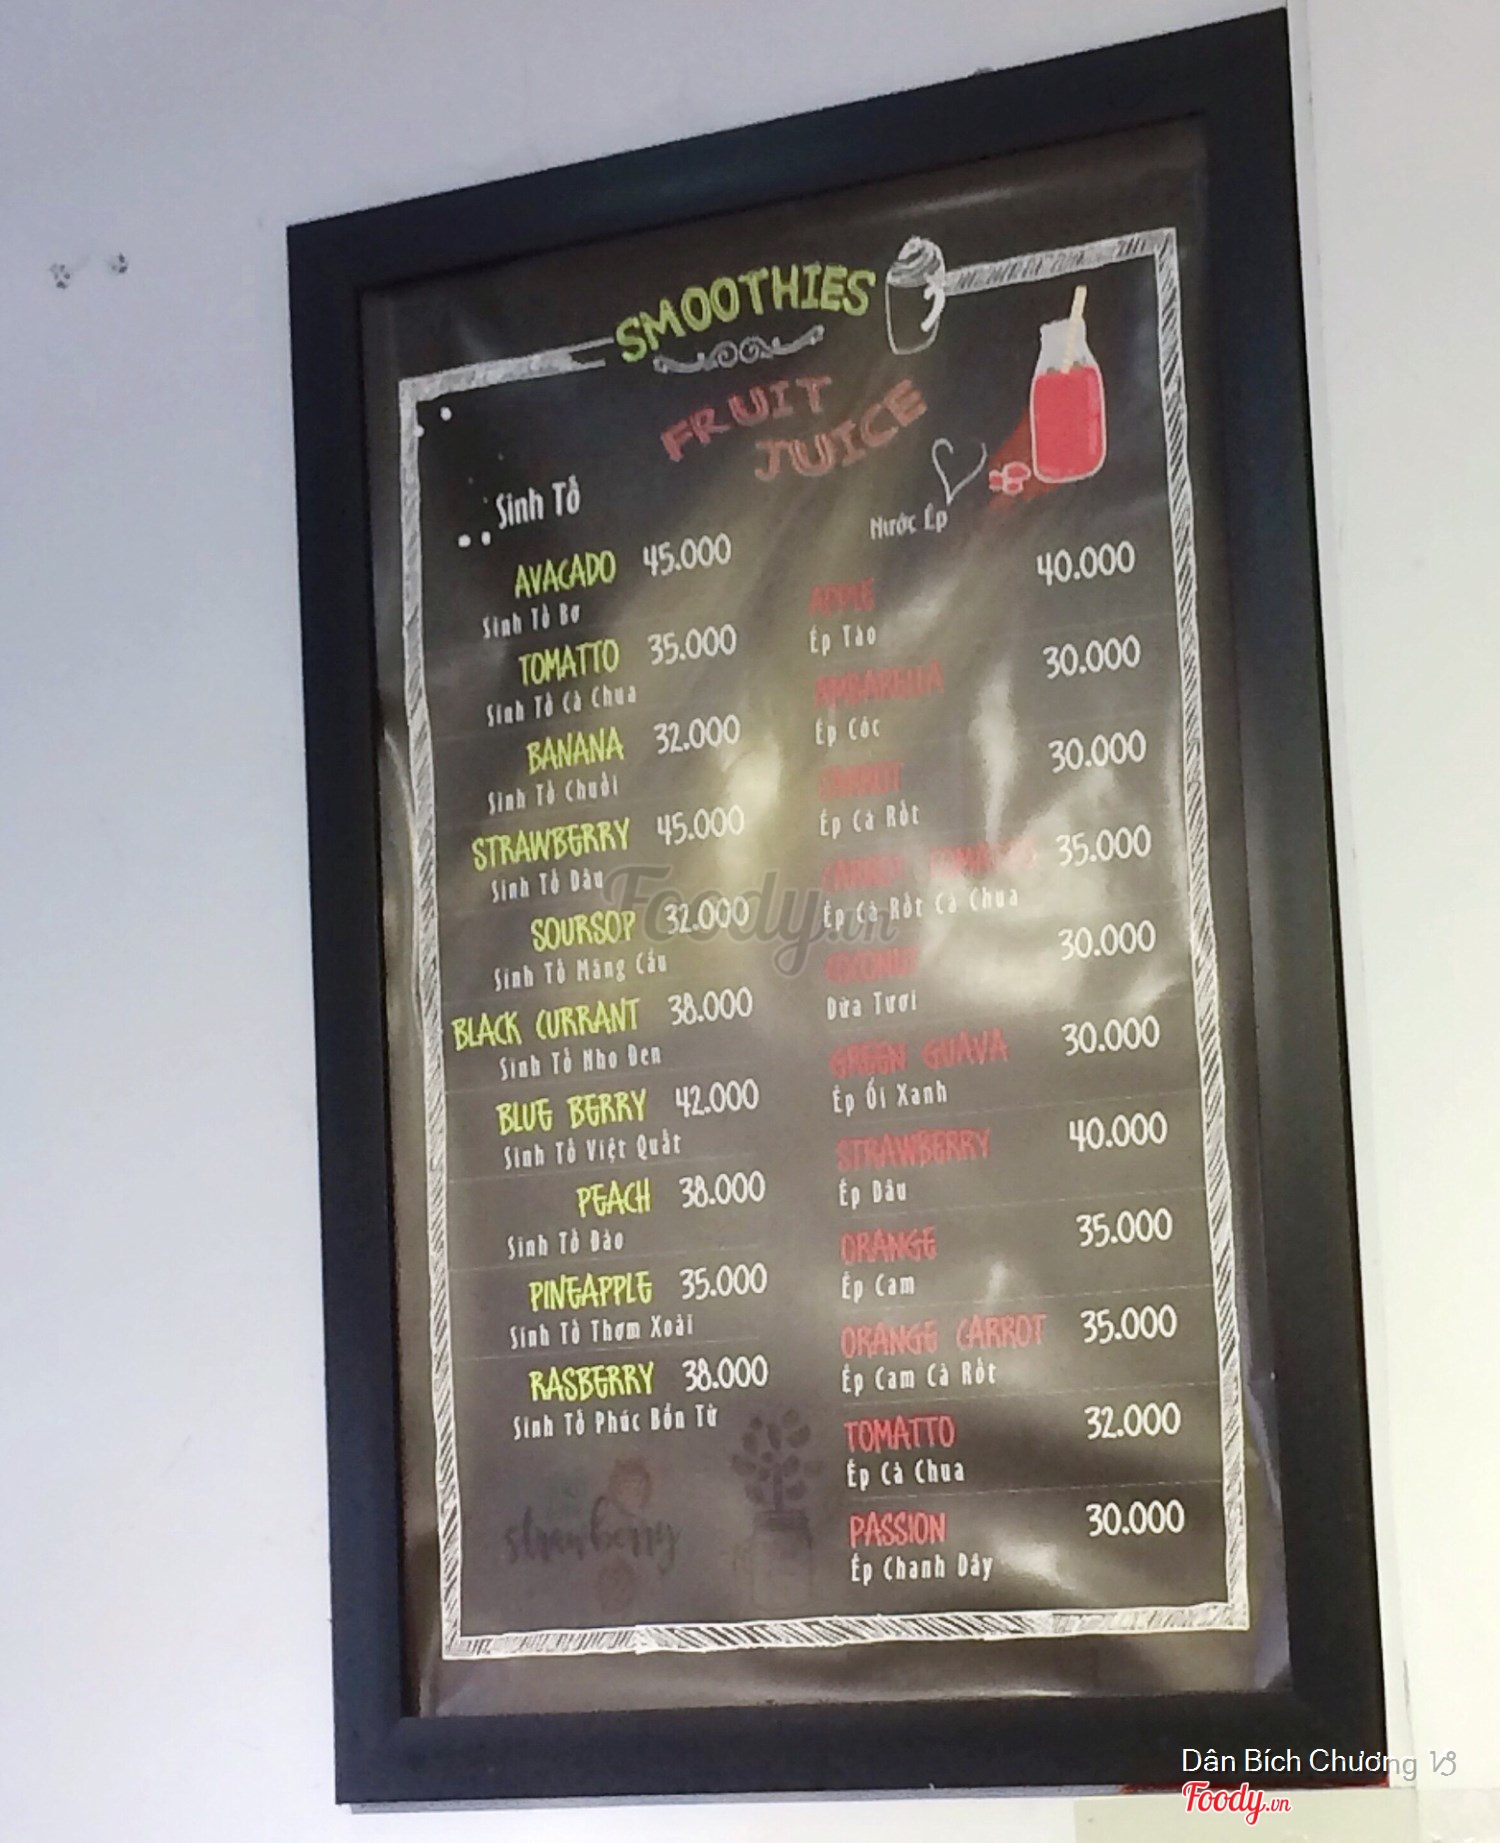 SMOOTHIES
FRUIT
JUICE
Sinh Tố
AVACADO 45.000
Sinh Tố Bơ
TOMATTO 35.000
Sinh Tố Cà Chua
BANANA 32.000
Sinh Tố Chuối
STRAWBERRY 45.000
Sinh Tố Dâu
SOURSOP 32.000
Sinh Tố Mãng Cầu
BLACK CURRANT 38.000
Sinh Tố Nho Đen
BLUE BERRY 42.000
Sinh Tố Việt Quất
PEACH 38.000
Sinh Tố Đào
PINEAPPLE 35.000
Sinh Tố Thơm Xoài
RASBERRY 38.000
Sinh Tố Phúc Bồn Tử
strawberry
Nước Ép
APPLE 40.000
Ép Táo
AMBARELLA 30.000
Ép Cóc
CARROT 30.000
Ép Cà Rốt
CARROT TOMATTO 35.000
Ép Cà Rốt Cà Chua
COCONUT 30.000
Dừa Tươi
GREEN GUAVA 30.000
Ép Ổi Xanh
STRAWBERRY 40.000
Ép Dâu
ORANGE 35.000
Ép Cam
ORANGE CARROT 35.000
Ép Cam Cà Rốt
TOMATTO 32.000
Ép Cà Chua
PASSION 30.000
Ép Chanh Dây
Foody.vn
Dân Bích Chương
Foody.vn